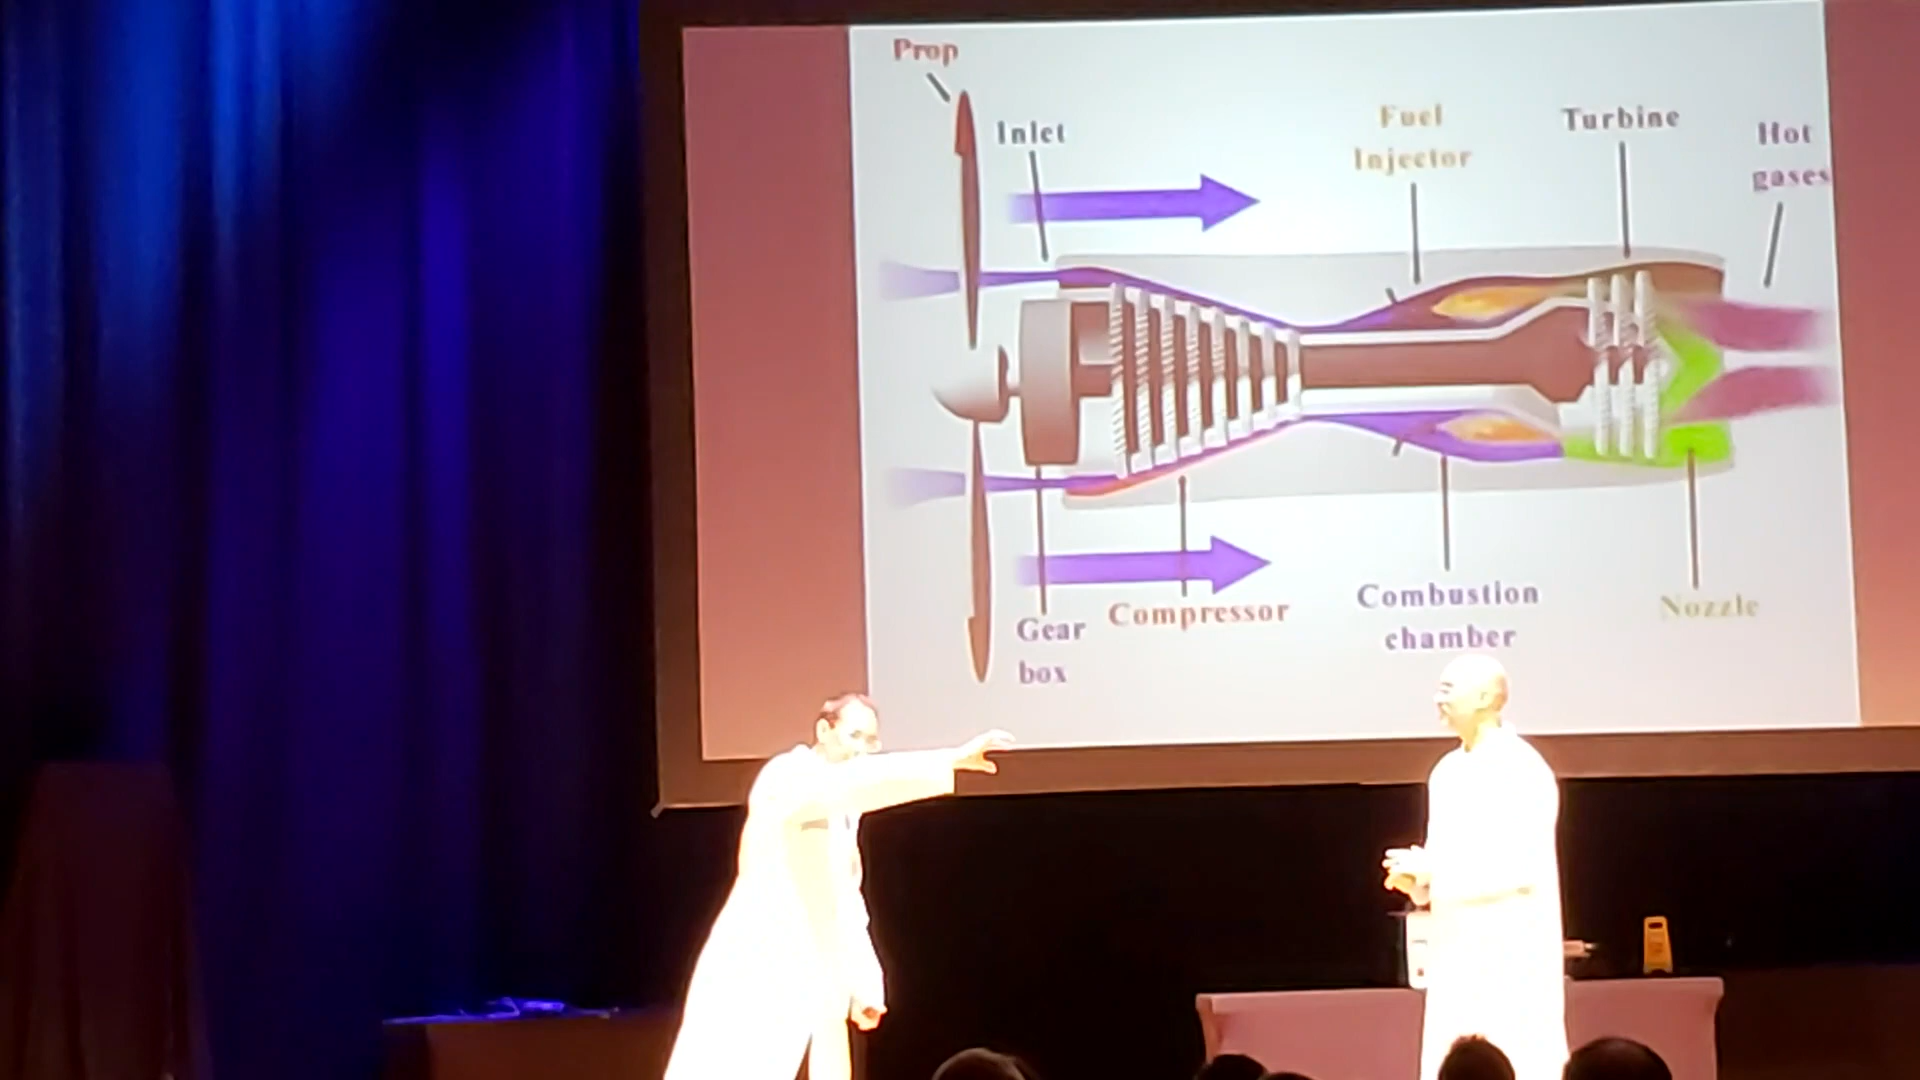 Prop
Inlet
Fuel
Injector
Turbine
Hot
gases
Gear
box
Compressor
Combustion
chamber
Nozzle